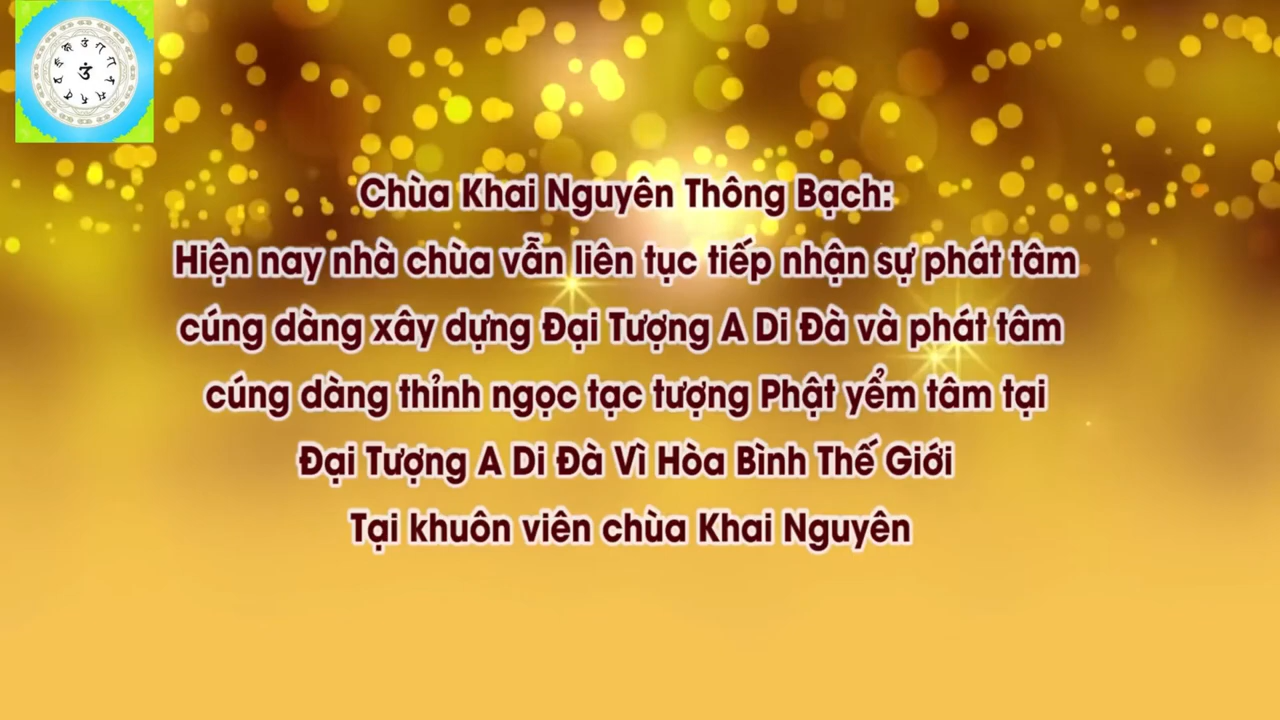 Chùa Khai Nguyên Thông Bạch:
Hiện nay nhà chùa vẫn liên tục tiếp nhận sự phát tâm
cúng dàng xây dựng Đại Tượng A Di Đà và phát tâm
cúng dàng thỉnh ngọc tạc tượng Phật yểm tâm tại
Đại Tượng A Di Đà Vì Hòa Bình Thế Giới
Tại khuôn viên chùa Khai Nguyên